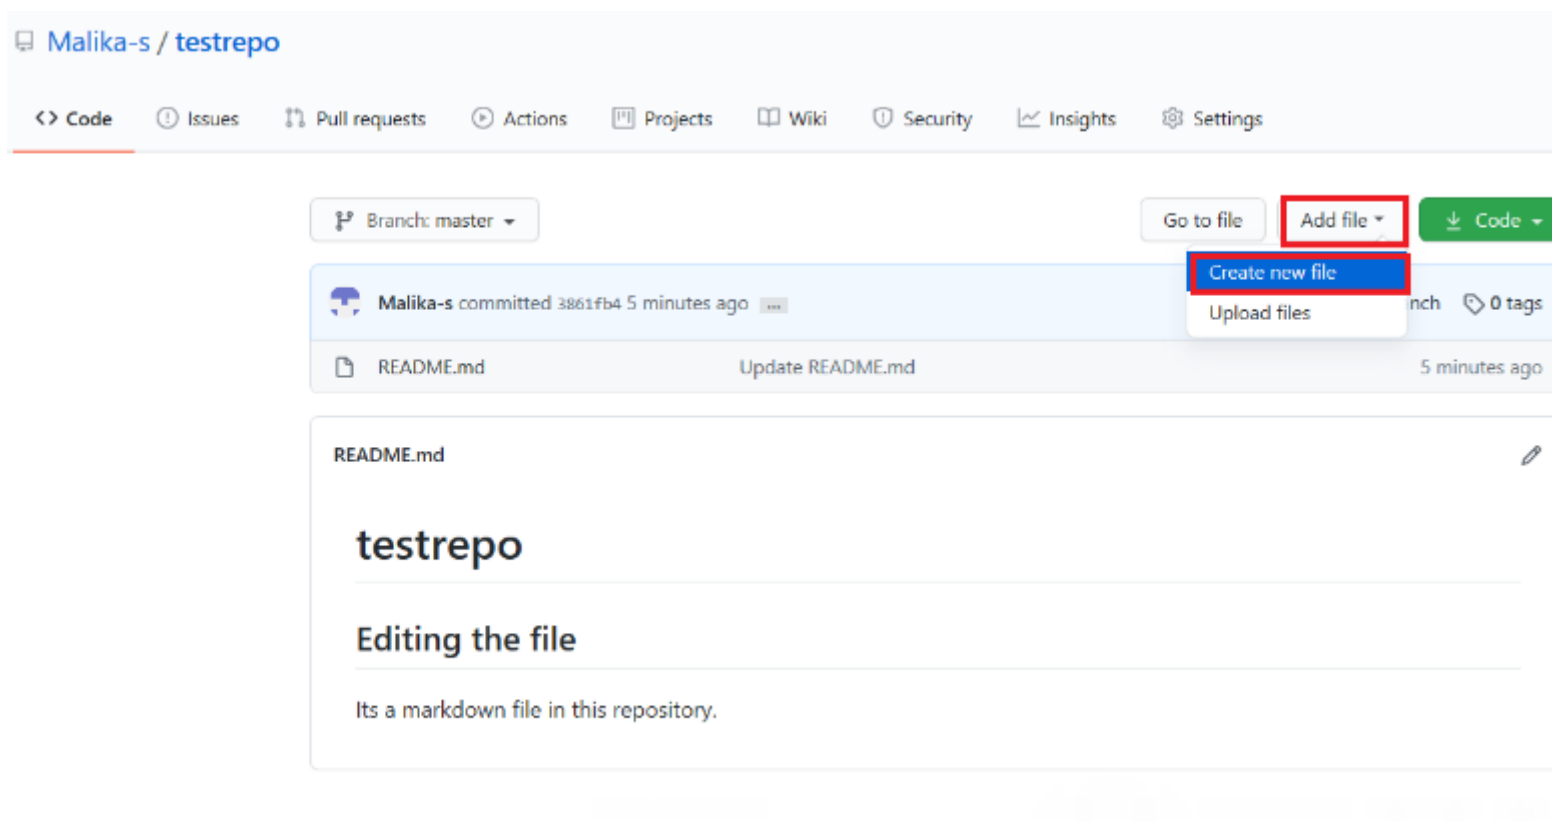 Malika-s / testrepo
<> Code Issues Pull requests Actions Projects Wiki Security Insights Settings
Branch: master Go to file Add file Code
Create new file
Malika-s committed 3861fb4 5 minutes ago ... 0 tags
Upload files
README.md Update README.md 5 minutes ago
README.md
testrepo
Editing the file
Its a markdown file in this repository.